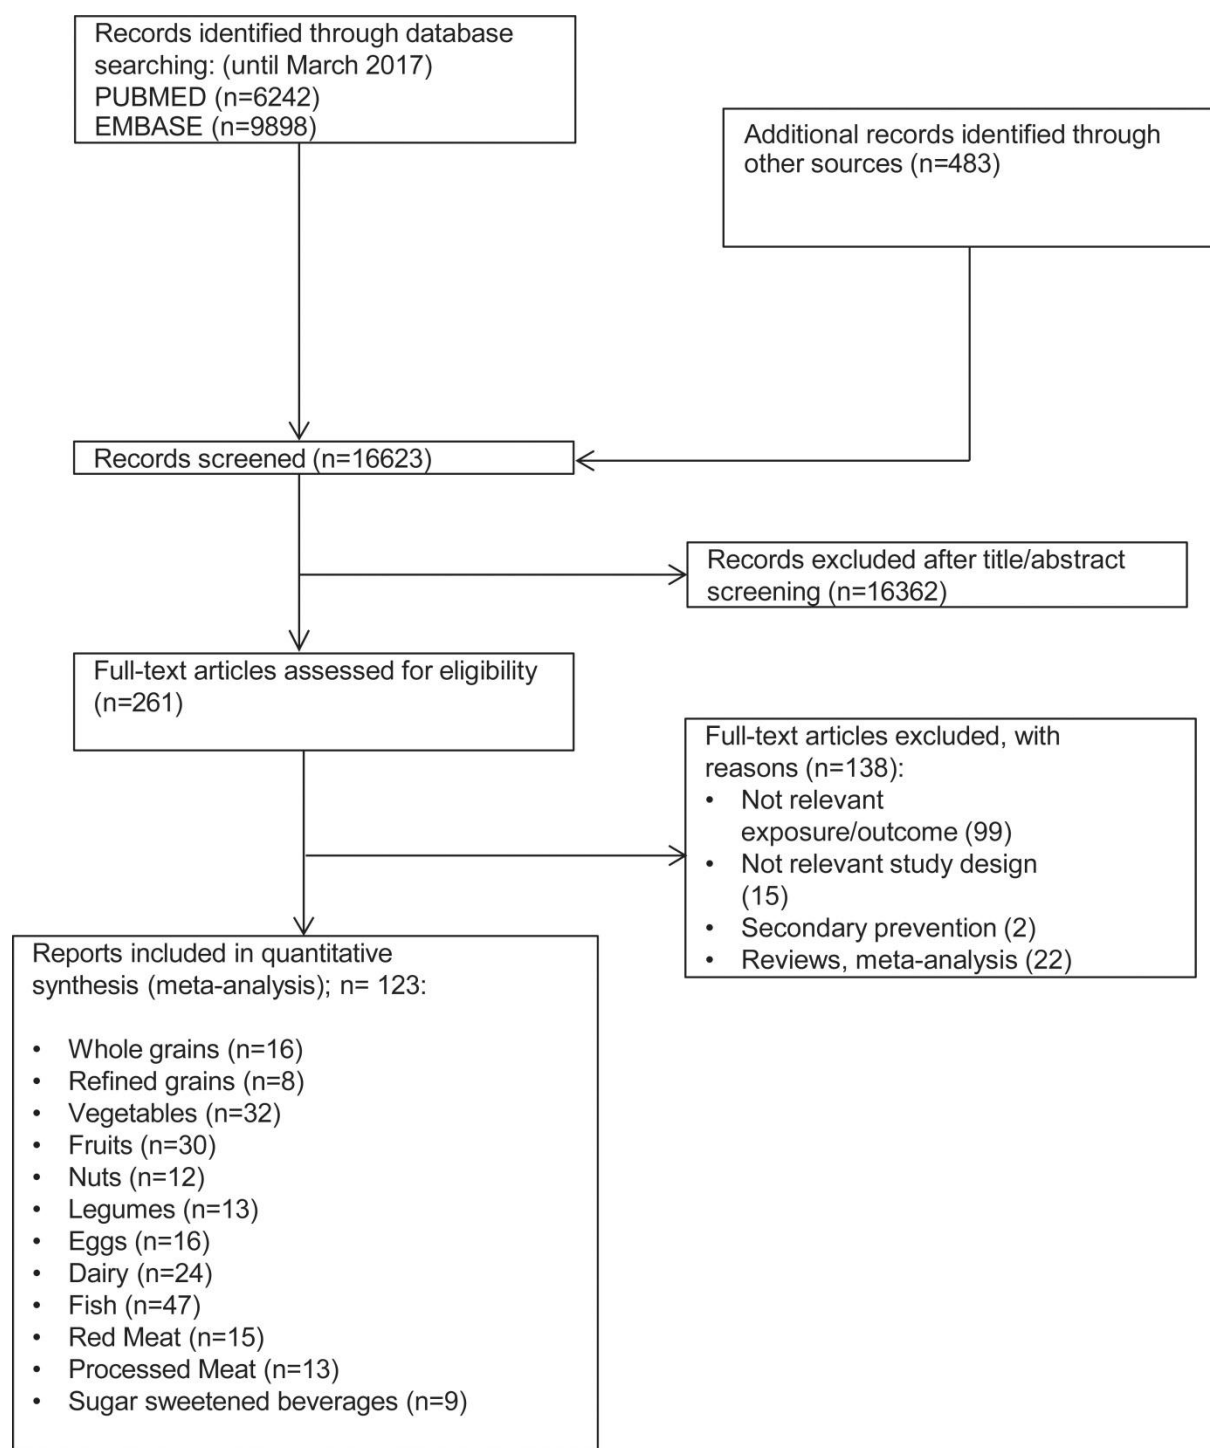 Records identified through database
searching: (until March 2017)
PUBMED (n=6242)
EMBASE (n=9898)
Additional records identified through
other sources (n=483)
Records screened (n=16623)
Records excluded after title/abstract
screening (n=16362)
Full-text articles assessed for eligibility
(n=261)
Full-text articles excluded, with
reasons (n=138):
• Not relevant
exposure/outcome (99)
• Not relevant study design
(15)
• Secondary prevention (2)
• Reviews, meta-analysis (22)
Reports included in quantitative
synthesis (meta-analysis); n= 123:
• Whole grains (n=16)
• Refined grains (n=8)
• Vegetables (n=32)
• Fruits (n=30)
• Nuts (n=12)
• Legumes (n=13)
• Eggs (n=16)
• Dairy (n=24)
• Fish (n=47)
• Red Meat (n=15)
• Processed Meat (n=13)
• Sugar sweetened beverages (n=9)